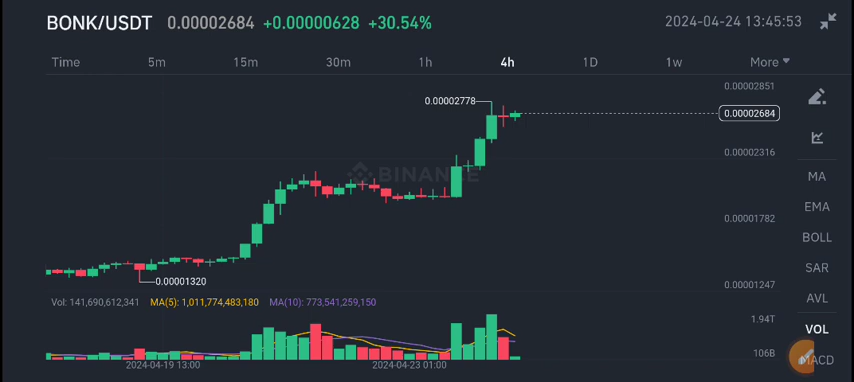 BONK/USDT 0.00002684 +0.00000628 +30.54% 2024-04-24 13:45:53
Time 5m 15m 30m 1h 4h 1D 1w More
0.00002851
0.00002778
0.00002684
0.00002316
BINANCE
MA
EMA
0.00001782
BOLL
SAR
0.00001320
0.00001247
AVL
Vol: 141,690,612,341 MA(5): 1,011,774,483,180 MA(10): 773,541,259,150
1.94T
VOL
106B
MACD
2024-04-19 13:00 2024-04-23 01:00